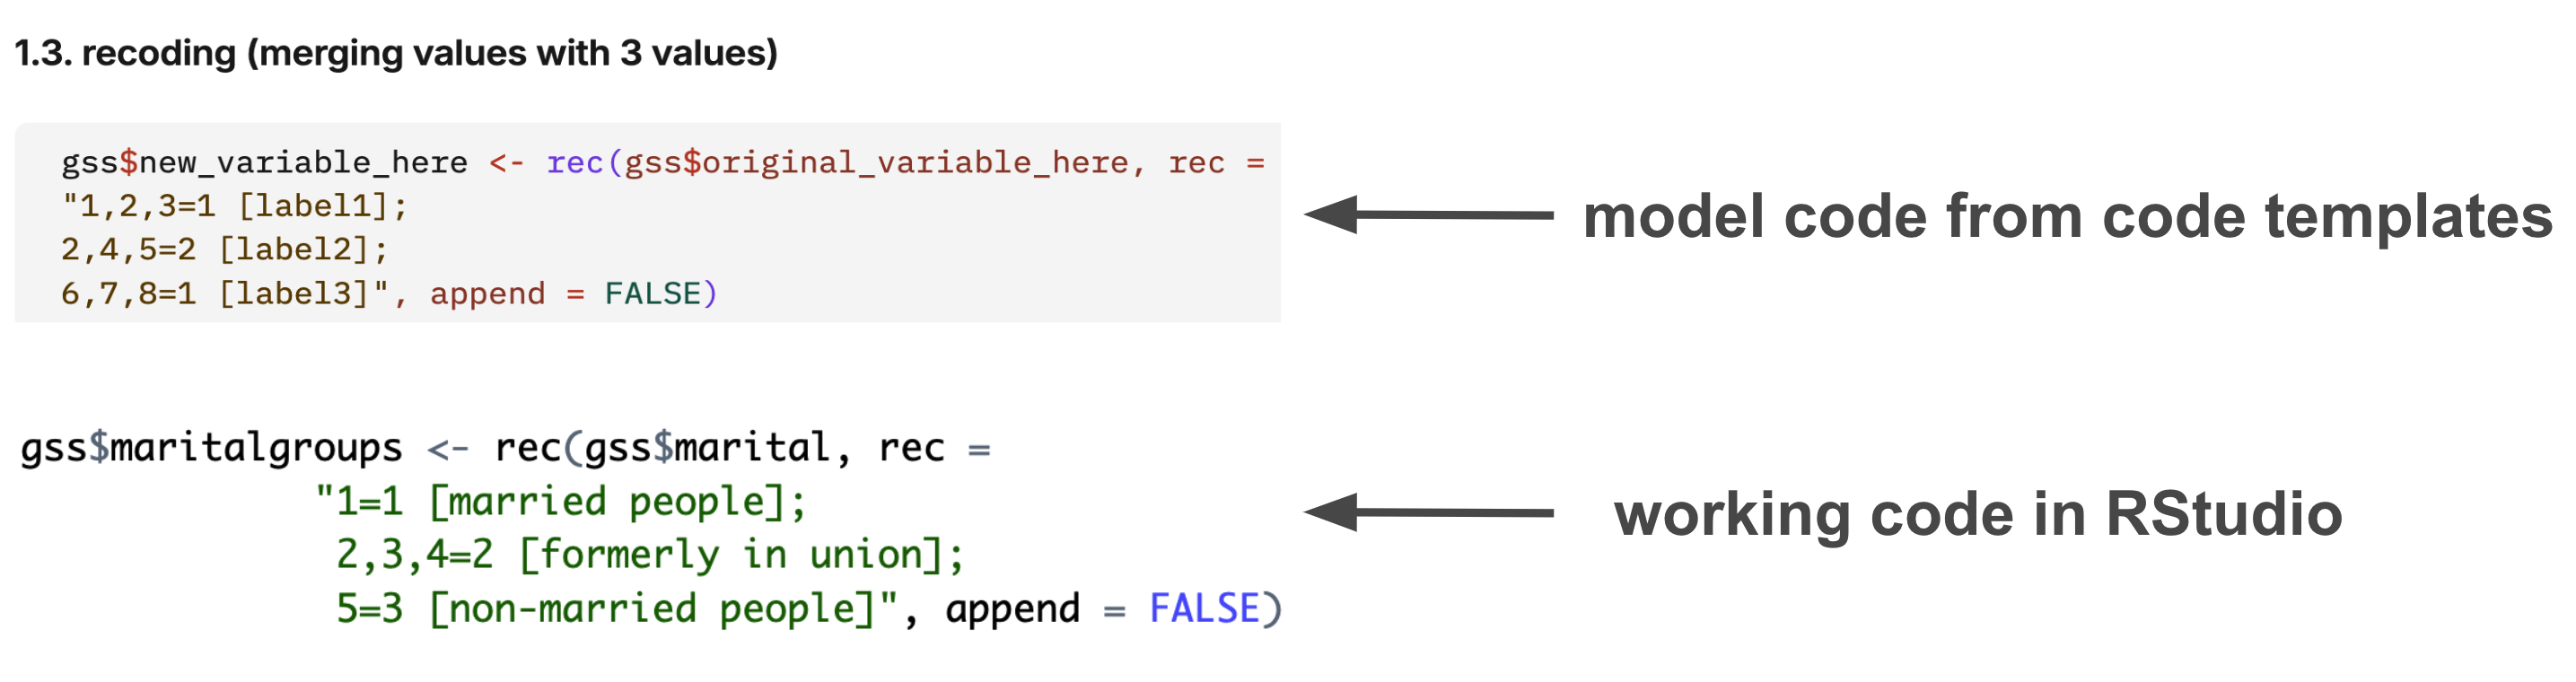 1.3. recoding (merging values with 3 values)
gss$new_variable_here <- rec(gss$original_variable_here, rec =
"1,2,3=1 [label1];
2,4,5=2 [label2];
6,7,8=1 [label3]", append = FALSE)
model code from code templates
gss$maritalgroups <- rec(gss$marital, rec =
"1=1 [married people];
2,3,4=2 [formerly in union];
5=3 [non-married people]", append = FALSE)
working code in RStudio